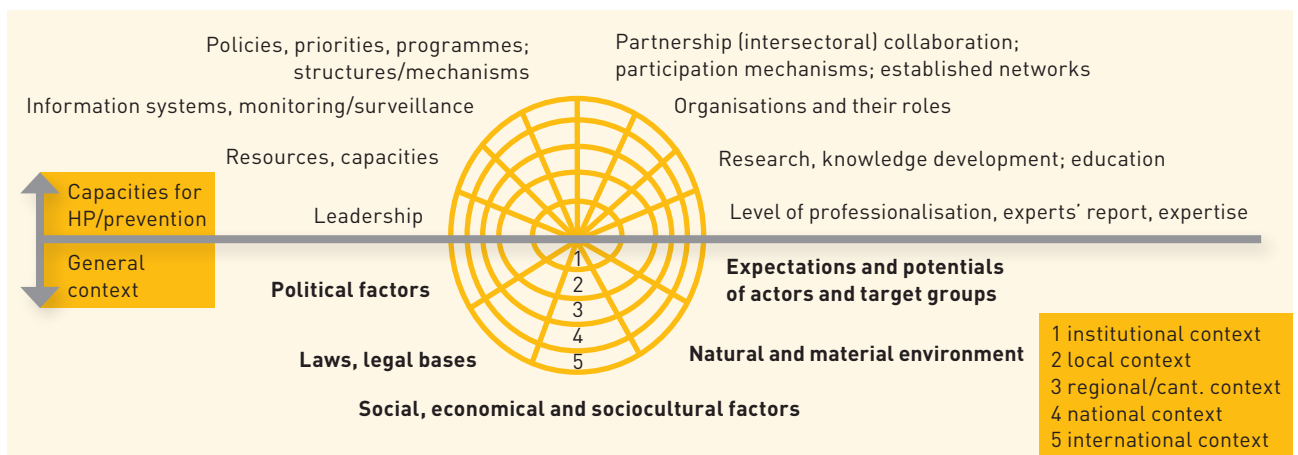 Policies, priorities, programmes;
structures/mechanisms
Partnership (intersectoral) collaboration;
participation mechanisms; established networks
Information systems, monitoring/surveillance
Organisations and their roles
Resources, capacities
Research, knowledge development; education
Capacities for
HP/prevention
Leadership
Level of professionalisation, experts’ report, expertise
General
context
1
2
3
4
5
Political factors
Expectations and potentials
of actors and target groups
Laws, legal bases
Natural and material environment
Social, economical and sociocultural factors
1 institutional context
2 local context
3 regional/cant. context
4 national context
5 international context